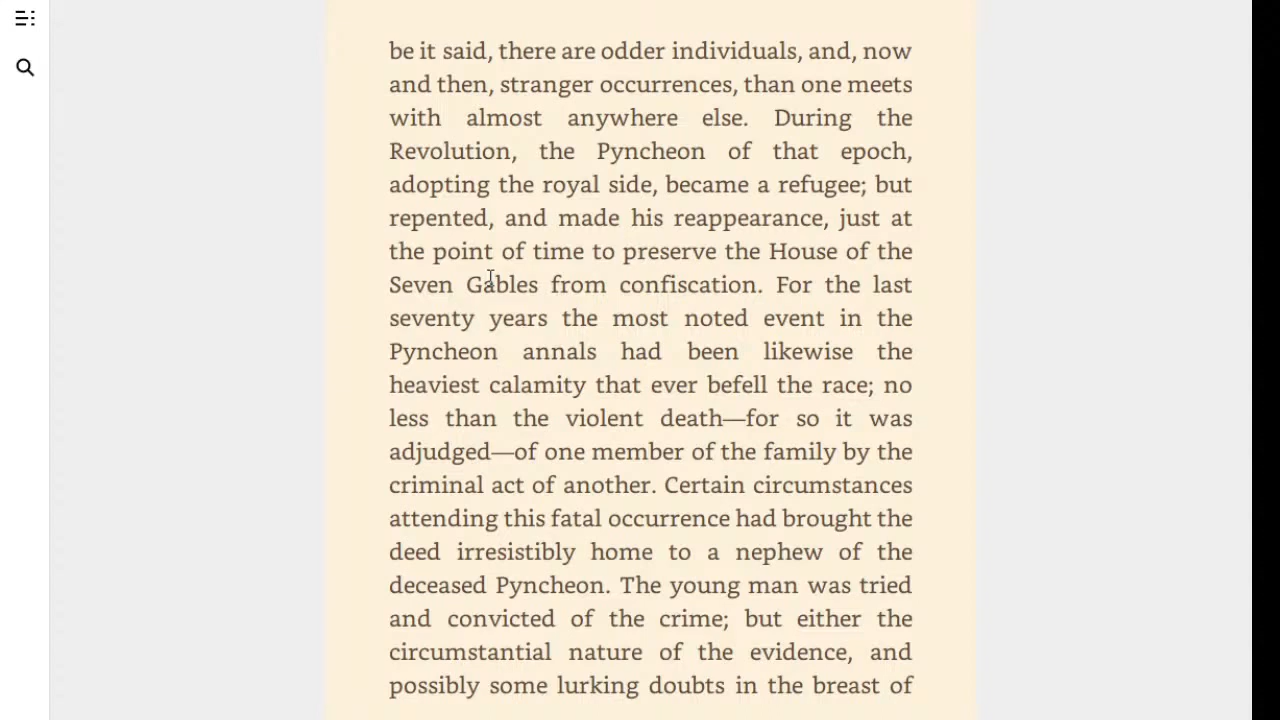 be it said, there are odder individuals, and, now
and then, stranger occurrences, than one meets
with almost anywhere else. During the
Revolution, the Pyncheon of that epoch,
adopting the royal side, became a refugee; but
repented, and made his reappearance, just at
the point of time to preserve the House of the
Seven Gables from confiscation. For the last
seventy years the most noted event in the
Pyncheon annals had been likewise the
heaviest calamity that ever befell the race; no
less than the violent death—for so it was
adjudged—of one member of the family by the
criminal act of another. Certain circumstances
attending this fatal occurrence had brought the
deed irresistibly home to a nephew of the
deceased Pyncheon. The young man was tried
and convicted of the crime; but either the
circumstantial nature of the evidence, and
possibly some lurking doubts in the breast of